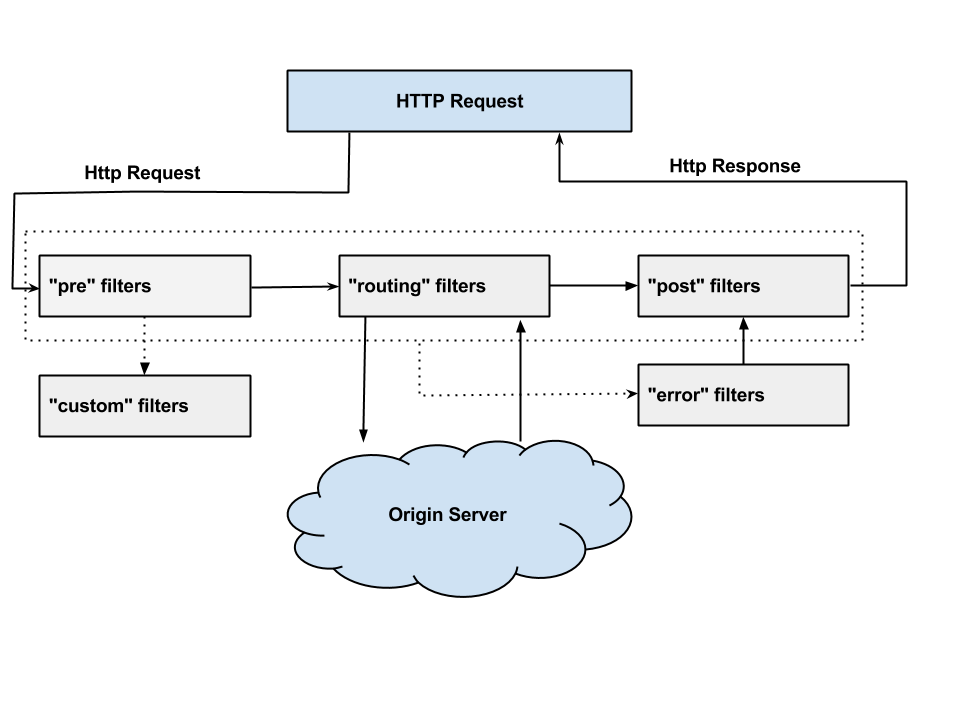 HTTP Request
Http Request
Http Response
"pre" filters
"routing" filters
"post" filters
"custom" filters
"error" filters
Origin Server